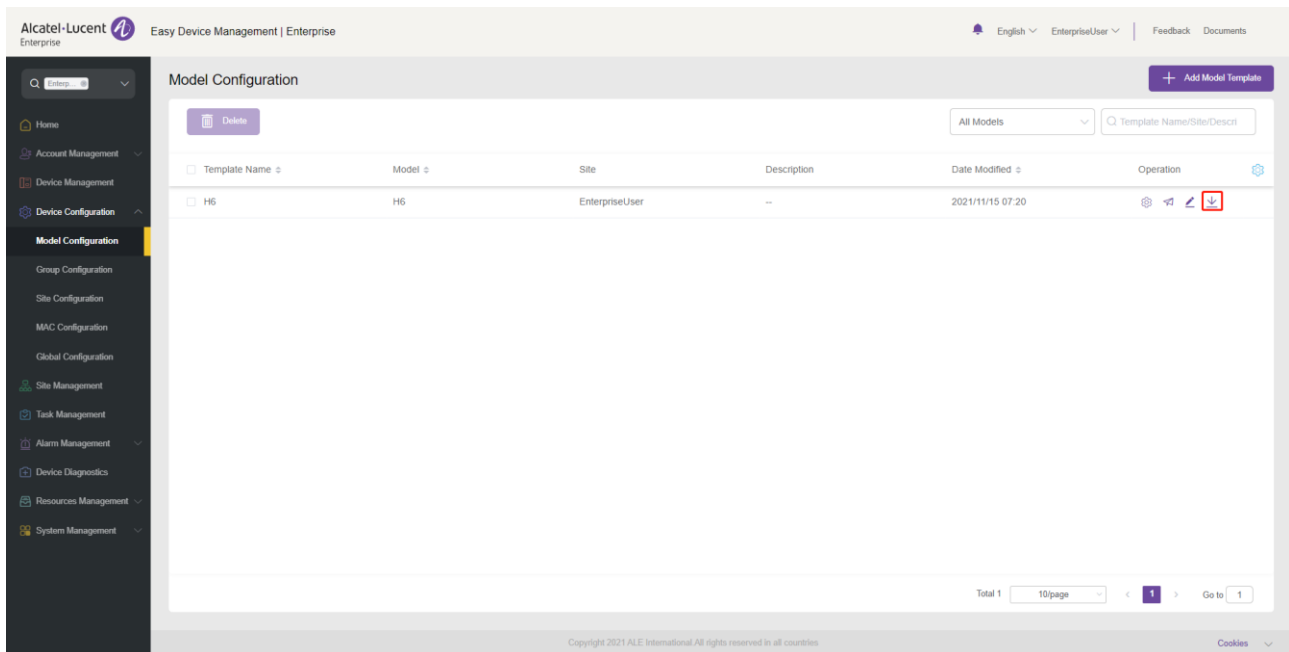 Alcatel·Lucent
Enterprise
Easy Device Management | Enterprise
English
EnterpriseUser
Feedback
Documents
Enterp...
Home
Account Management
Device Management
Device Configuration
Model Configuration
Group Configuration
Site Configuration
MAC Configuration
Global Configuration
Site Management
Task Management
Alarm Management
Device Diagnostics
Resources Management
System Management
Model Configuration
Add Model Template
Delete
All Models
Template Name/Site/Descri
Template Name Model Site Description Date Modified Operation
H6 H6 EnterpriseUser -- 2021/11/15 07:20
Total 1 10/page < 1 > Go to 1
Copyright 2021 ALE International.All rights reserved in all countries
Cookies